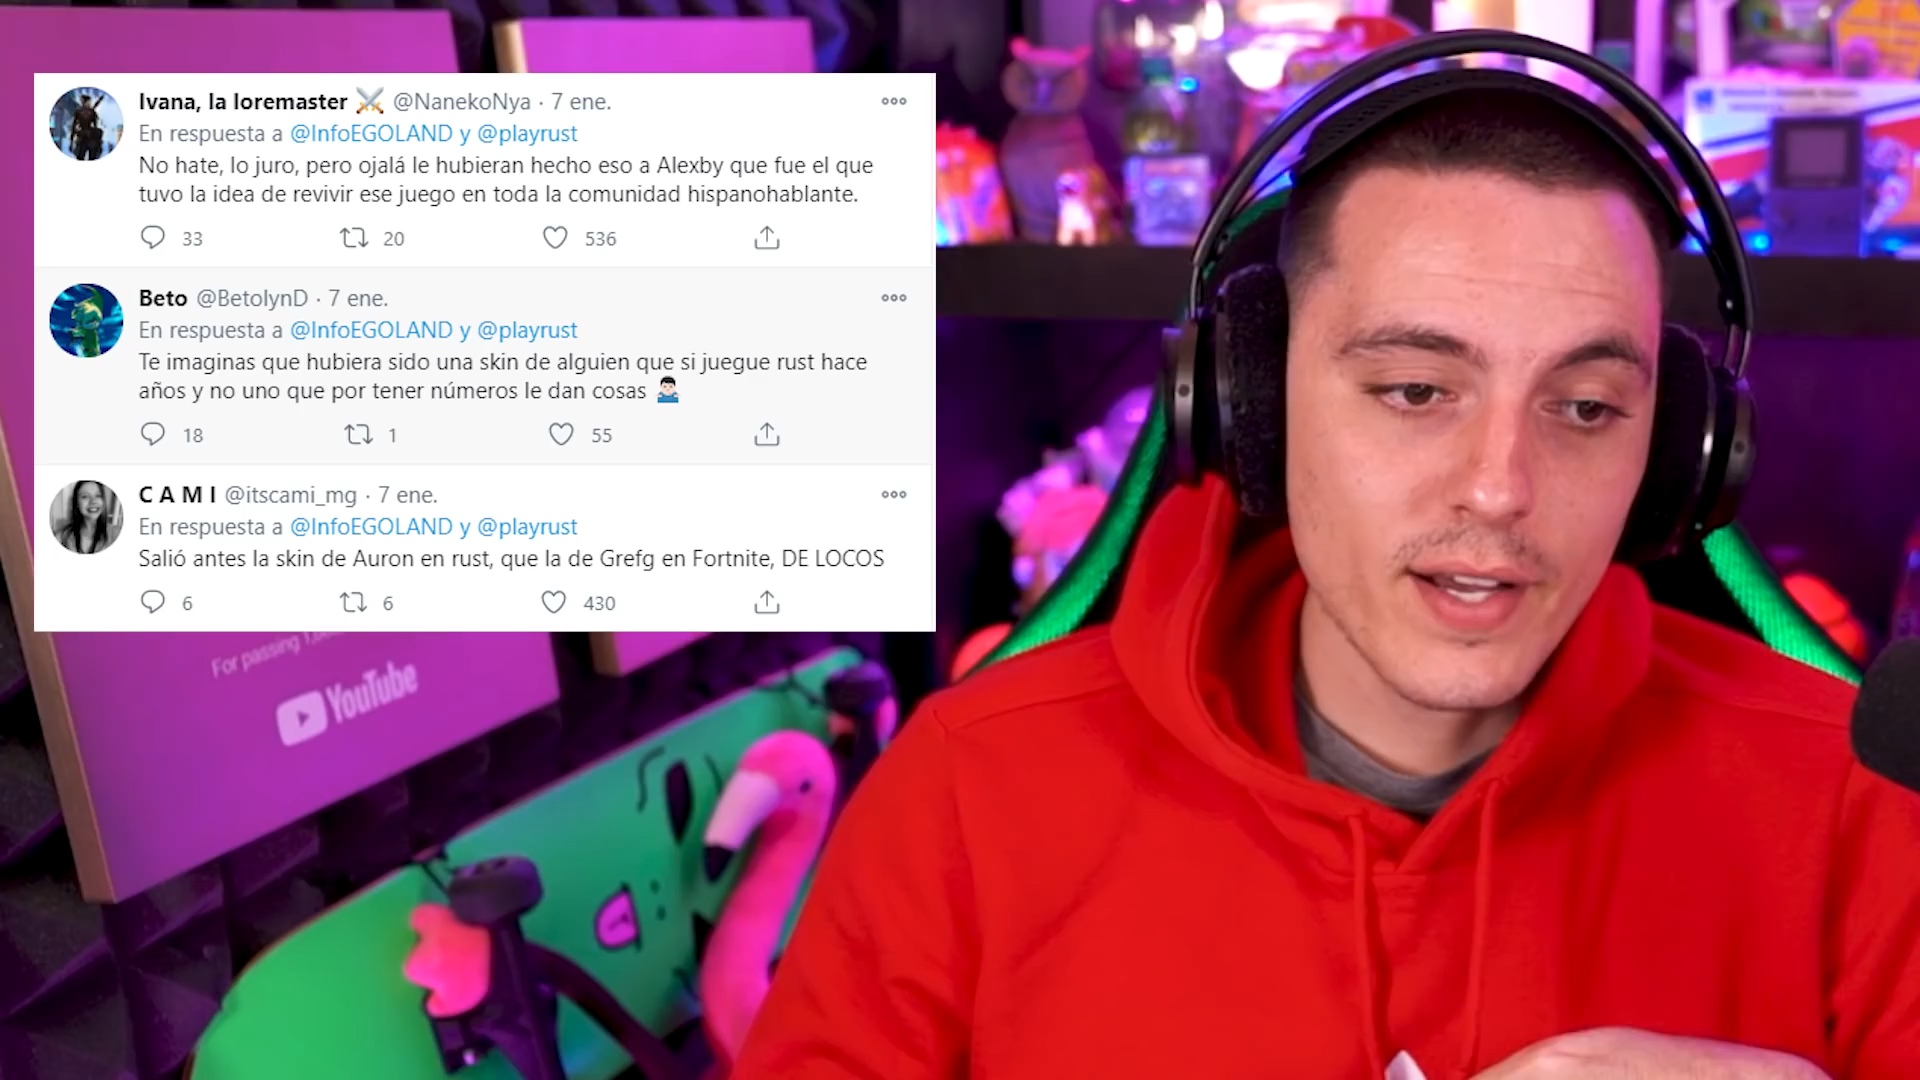 Ivana, la loremaster ⚔️ @NanekoNya · 7 ene.
En respuesta a @InfoEGOLAND y @playrust
No hate, lo juro, pero ojalá le hubieran hecho eso a Alexby que fue el que
tuvo la idea de revivir ese juego en toda la comunidad hispanohablante.
33 20 536
Beto @BetolynD · 7 ene.
En respuesta a @InfoEGOLAND y @playrust
Te imaginas que hubiera sido una skin de alguien que si juegue rust hace
años y no uno que por tener números le dan cosas 🤷🏻‍♂️
18 1 55
C A M I @itscami_mg · 7 ene.
En respuesta a @InfoEGOLAND y @playrust
Salió antes la skin de Auron en rust, que la de Grefg en Fortnite, DE LOCOS
6 6 430
For passing
YouTube